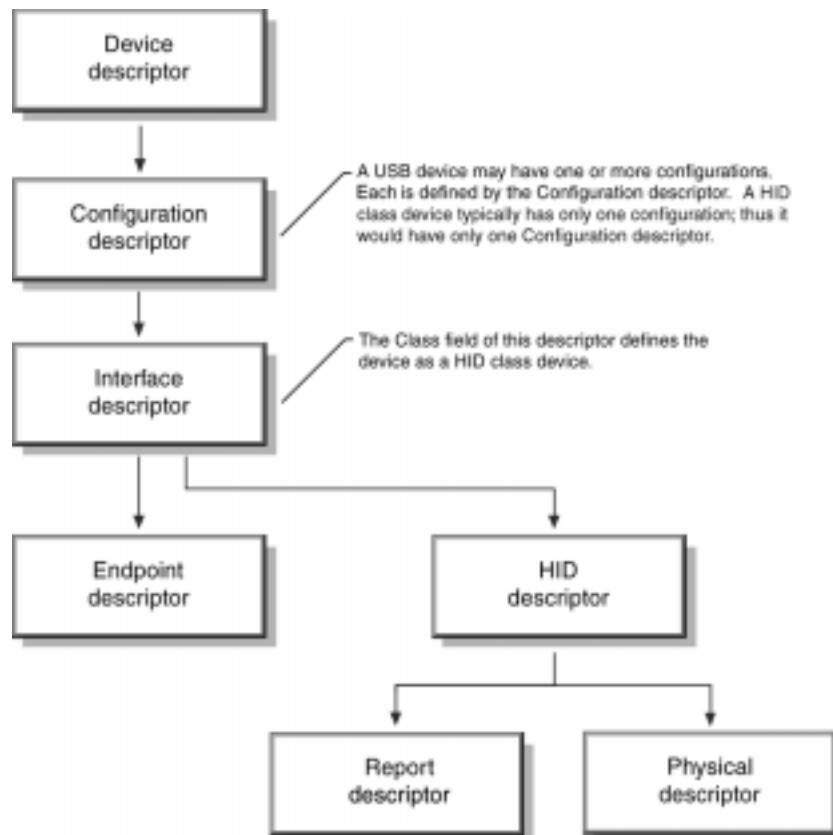 Device
descriptor
A USB device may have one or more configurations.
Each is defined by the Configuration descriptor. A HID
class device typically has only one configuration; thus it
would have only one Configuration descriptor.
Configuration
descriptor
The Class field of this descriptor defines the
device as a HID class device.
Interface
descriptor
Endpoint
descriptor
HID
descriptor
Report
descriptor
Physical
descriptor